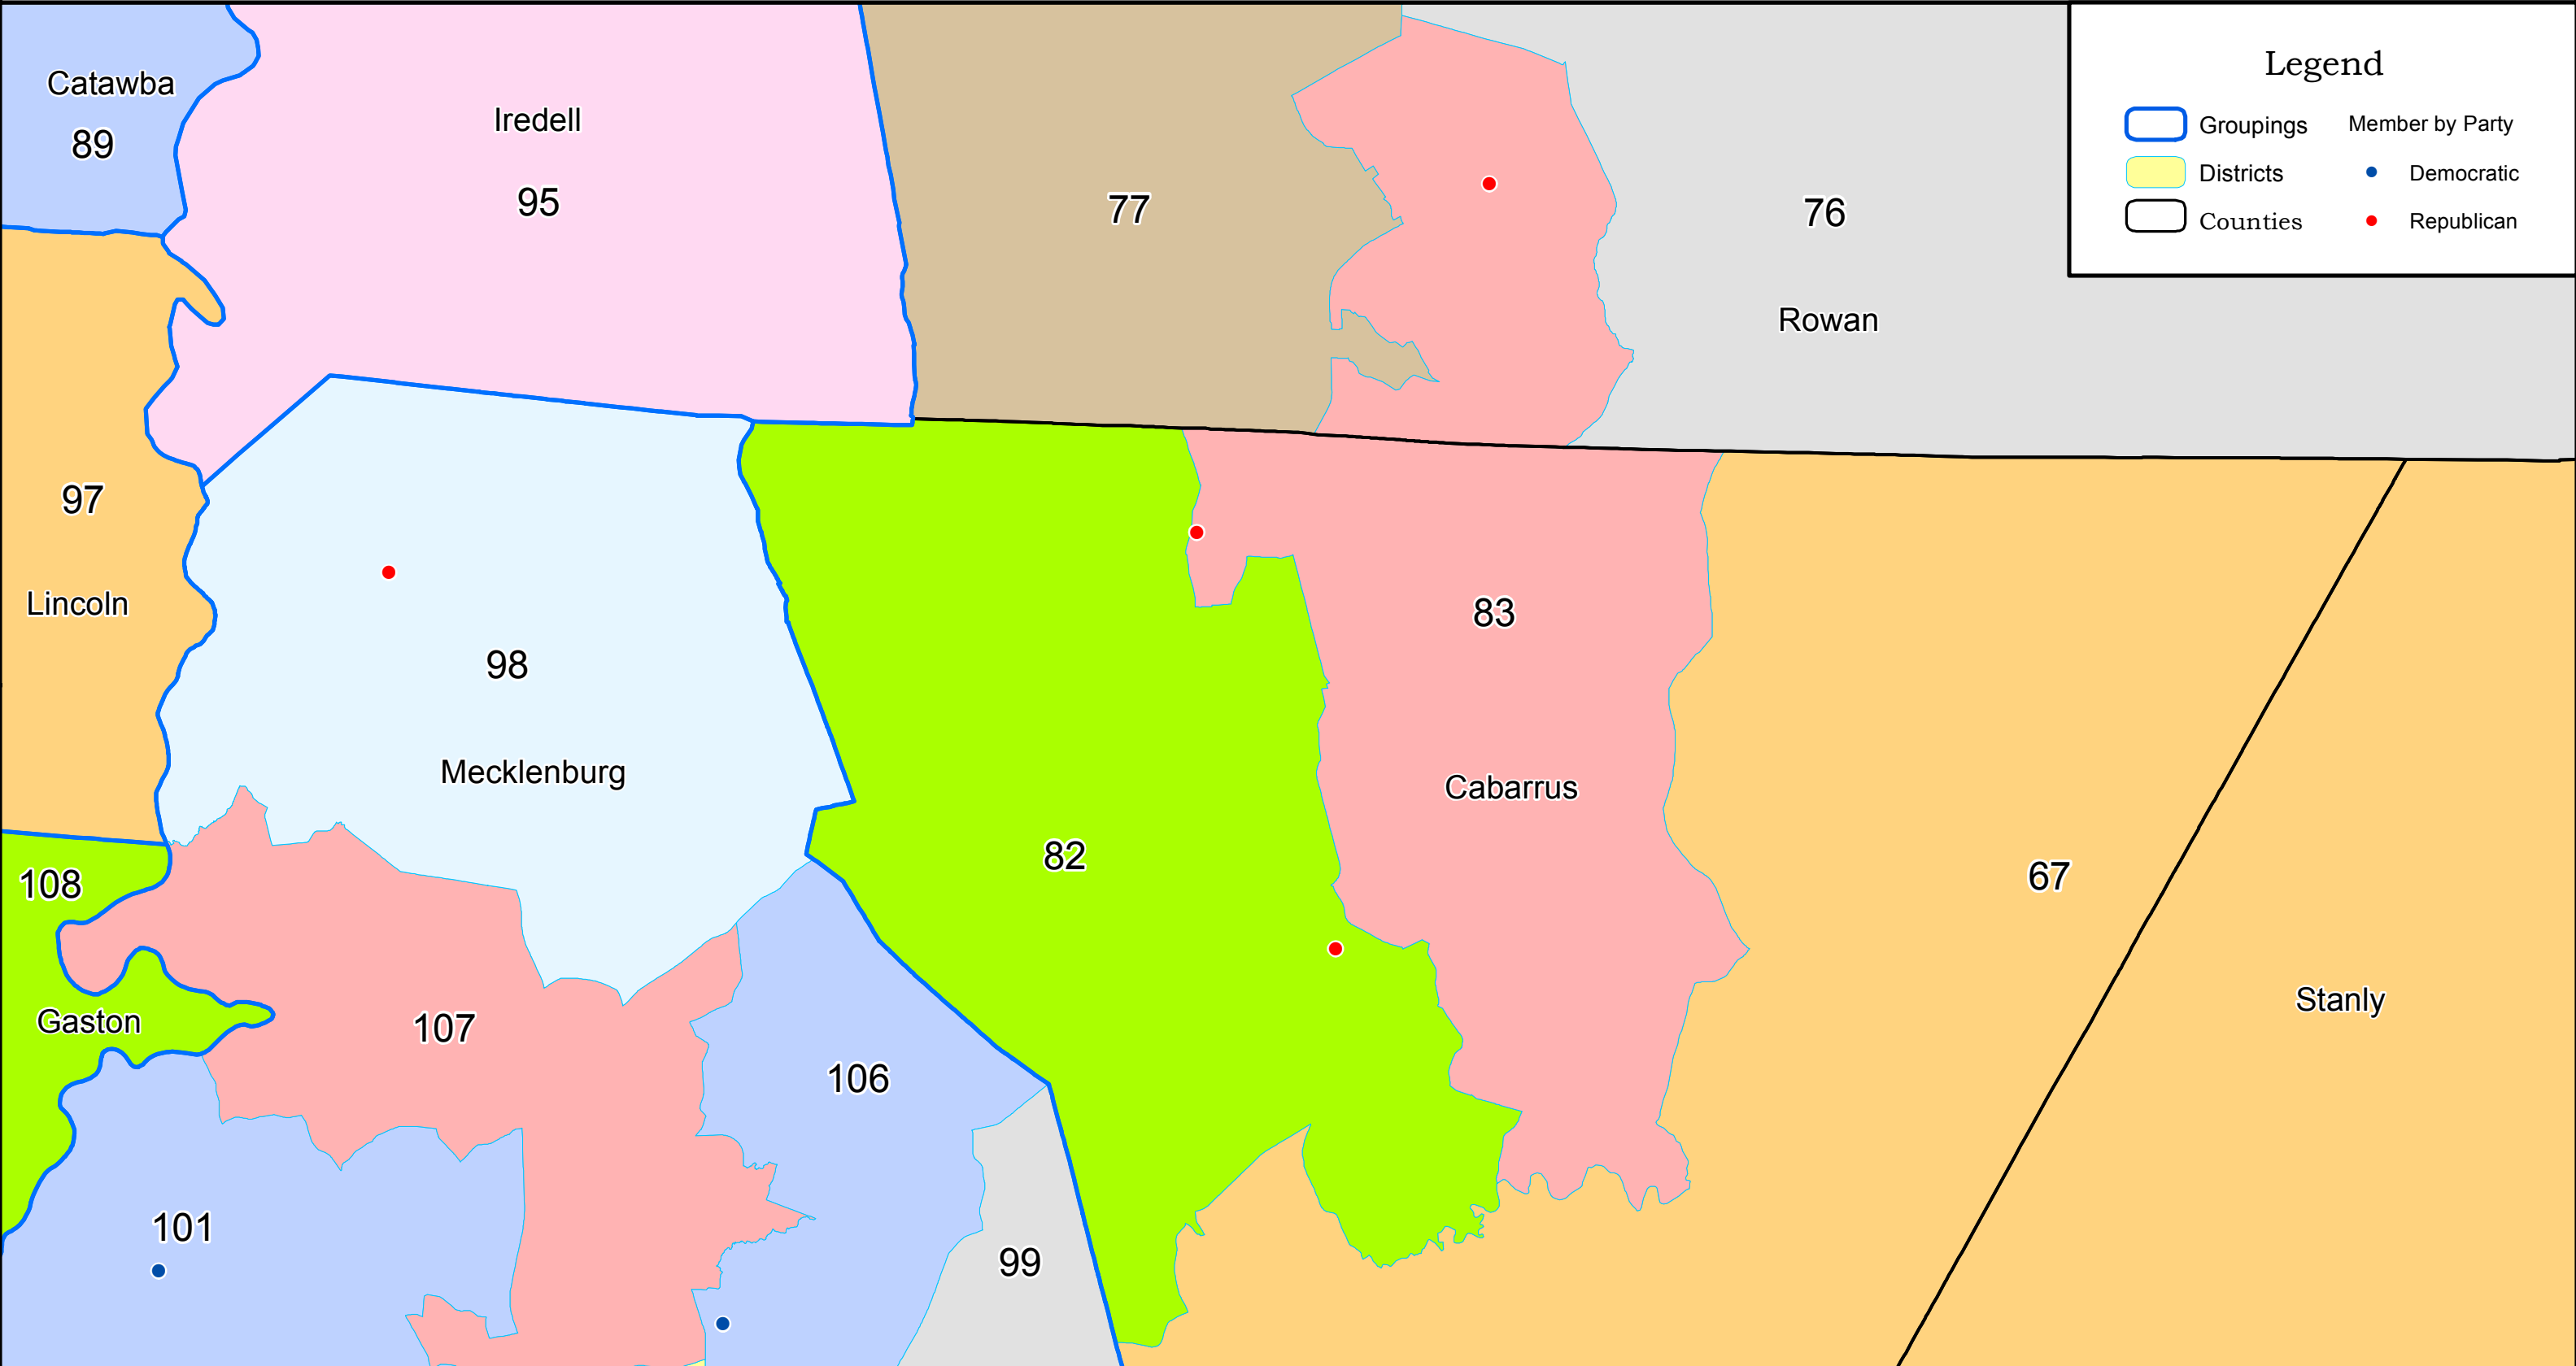 Legend
Groupings
Member by Party
Districts
Democratic
Counties
Republican
Catawba
89
Iredell
95
77
76
Rowan
97
Lincoln
98
Mecklenburg
83
Cabarrus
82
67
Stanly
108
Gaston
107
106
101
99